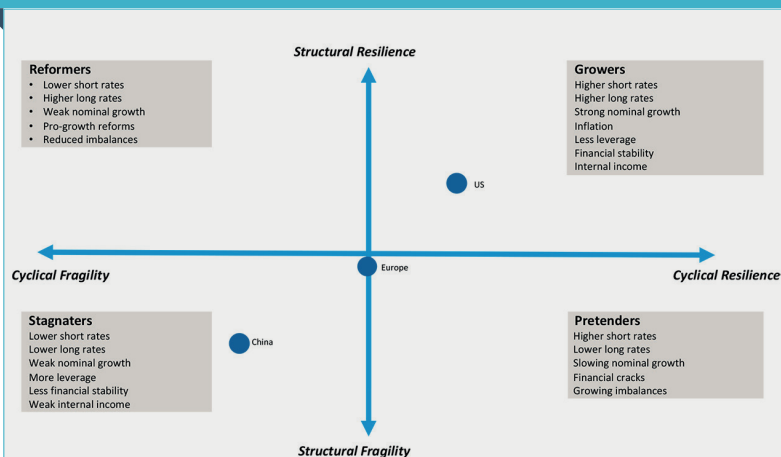 Structural Resilience
Reformers
• Lower short rates
• Higher long rates
• Weak nominal growth
• Pro-growth reforms
• Reduced imbalances
Growers
Higher short rates
Higher long rates
Strong nominal growth
Inflation
Less leverage
Financial stability
Internal income
US
Europe
Cyclical Fragility
Cyclical Resilience
Stagnaters
Lower short rates
Lower long rates
Weak nominal growth
More leverage
Less financial stability
Weak internal income
China
Pretenders
Higher short rates
Lower long rates
Slowing nominal growth
Financial cracks
Growing imbalances
Structural Fragility